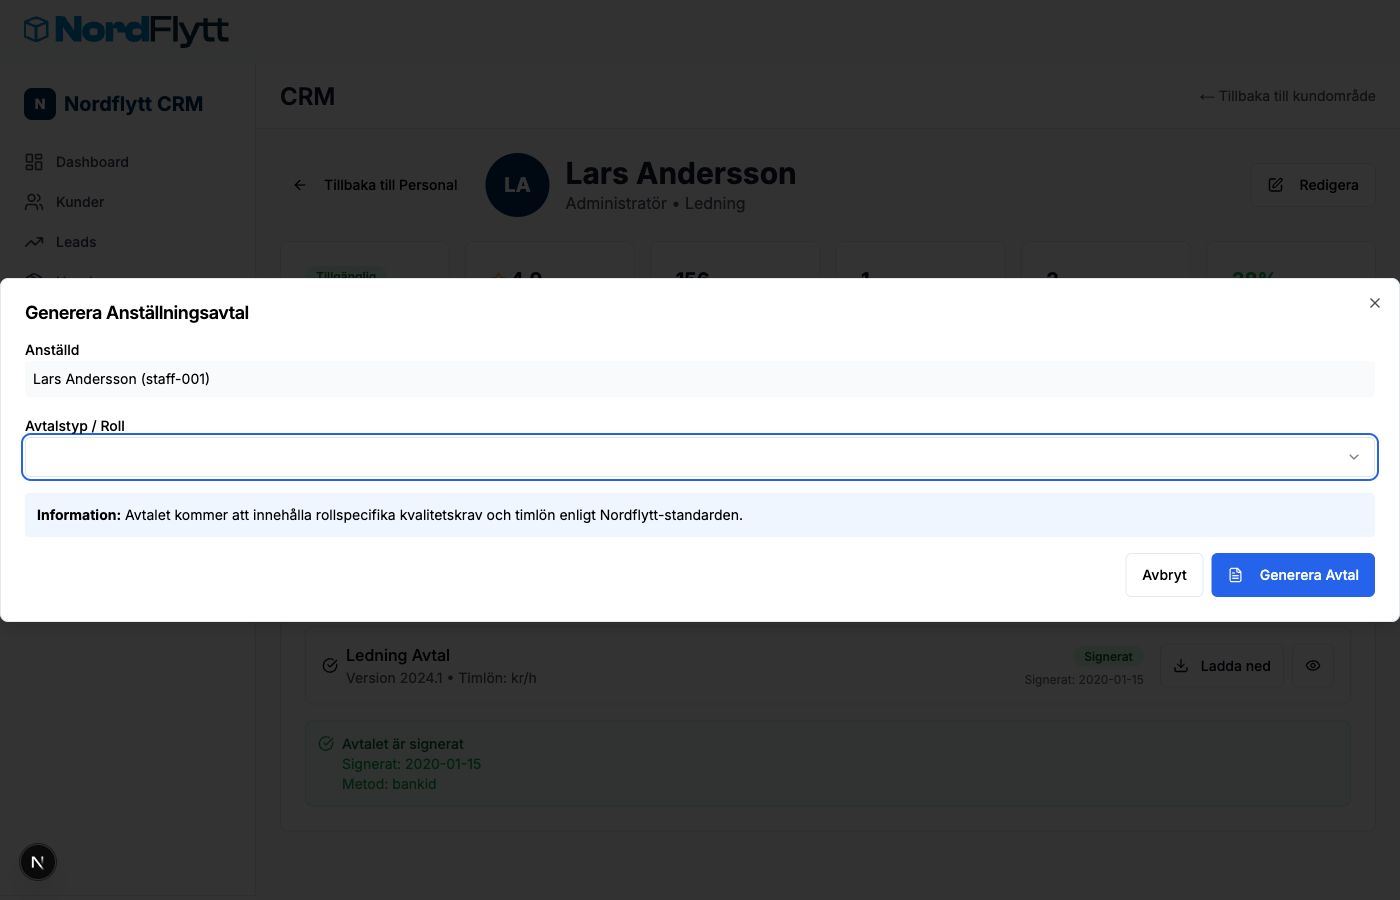 NordFlytt
N Nordflytt CRM
CRM
← Tillbaka till kundområde
Dashboard
Kunder
Leads
Tillbaka till Personal
LA
Lars Andersson
Administratör • Ledning
Redigera
Tillgänglig
156
38%
Generera Anställningsavtal
Anställd
Lars Andersson (staff-001)
Avtalstyp / Roll
Information: Avtalet kommer att innehålla rollspecifika kvalitetskrav och timlön enligt Nordflytt-standarden.
Avbryt
Generera Avtal
Ledning Avtal
Version 2024.1 • Timlön: kr/h
Signerat
Signerat: 2020-01-15
Ladda ned
Avtalet är signerat
Signerat: 2020-01-15
Metod: bankid
N